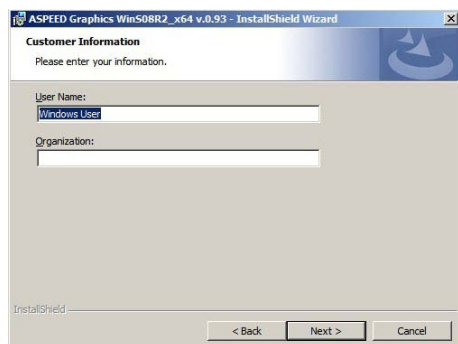 ASPEED Graphics WinS08R2_x64 v.0.93 - InstallShield Wizard
Customer Information
Please enter your information.
User Name:
Windows User
Organization:
InstallShield
< Back Next > Cancel